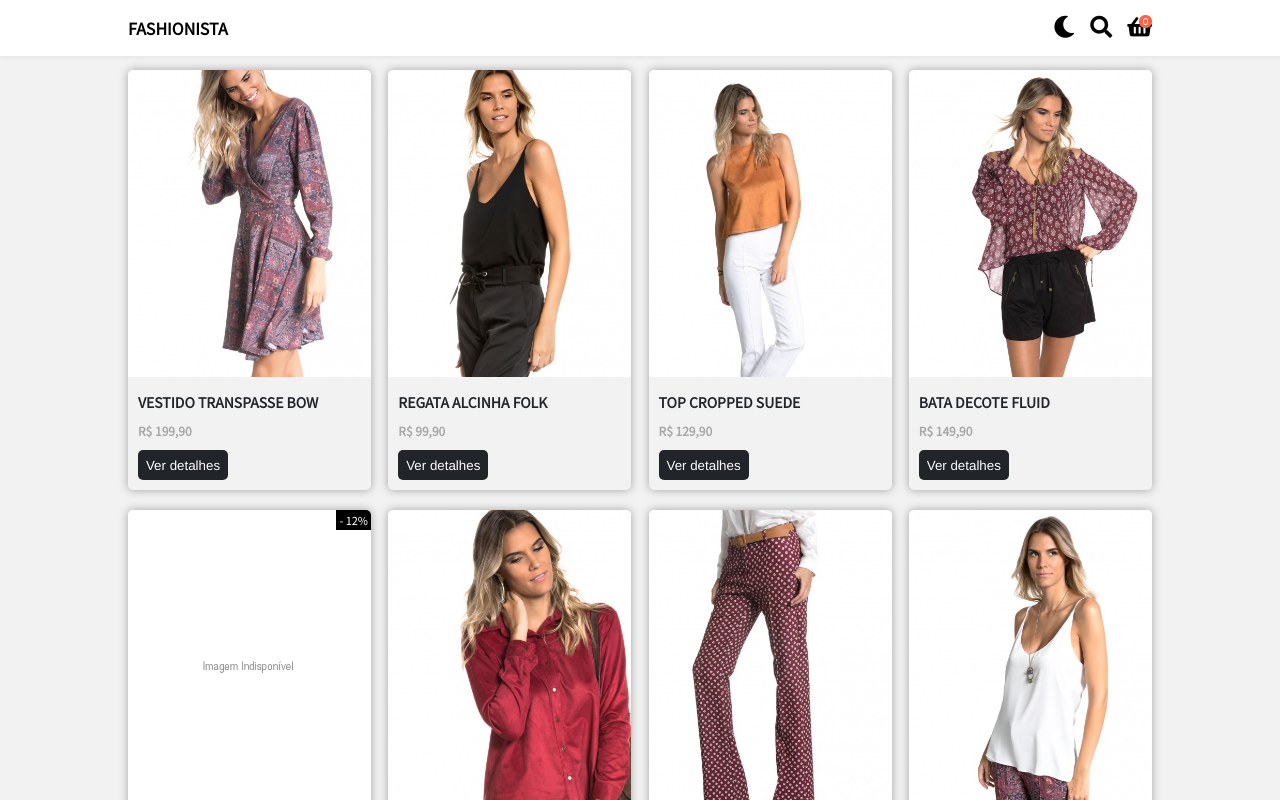 FASHIONISTA
0
VESTIDO TRANSPASSE BOW
R$ 199,90
Ver detalhes
REGATA ALCINHA FOLK
R$ 99,90
Ver detalhes
TOP CROPPED SUEDE
R$ 129,90
Ver detalhes
BATA DECOTE FLUID
R$ 149,90
Ver detalhes
- 12%
Imagem Indisponível